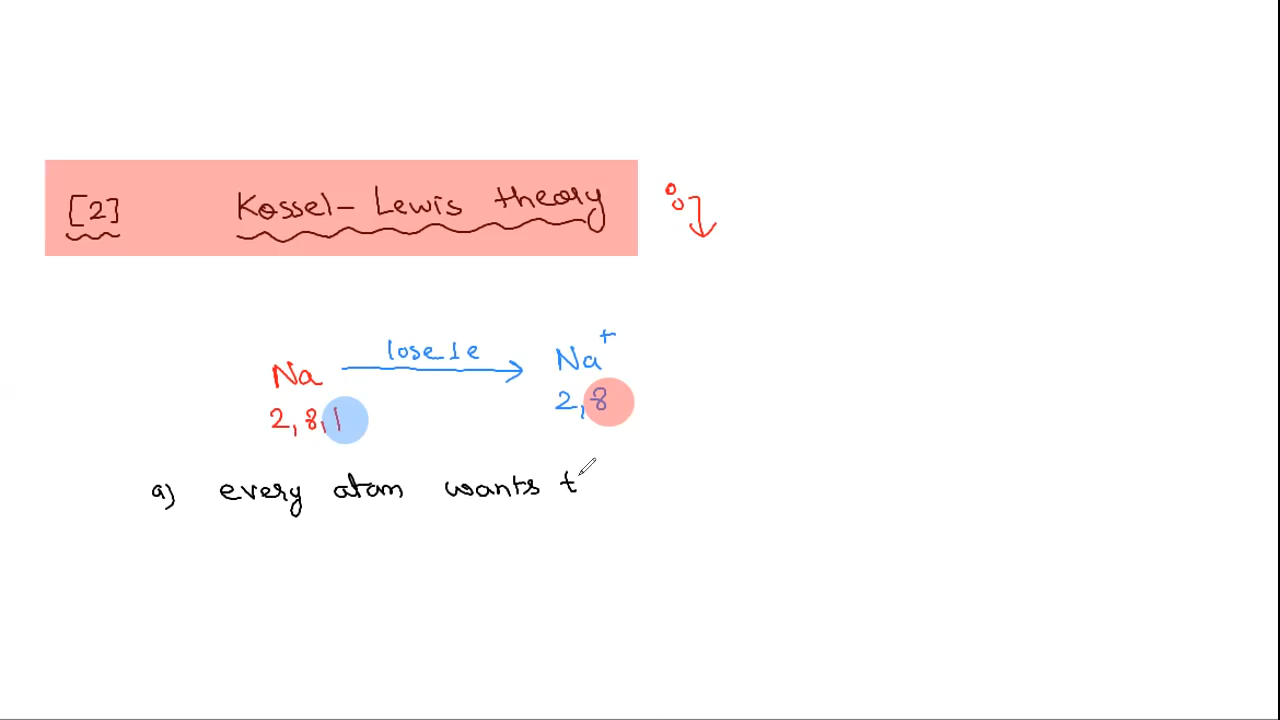 [2] Kossel-Lewis theory
Na lose 1e Na+
2,8,1 2,8
a) every atom wants t